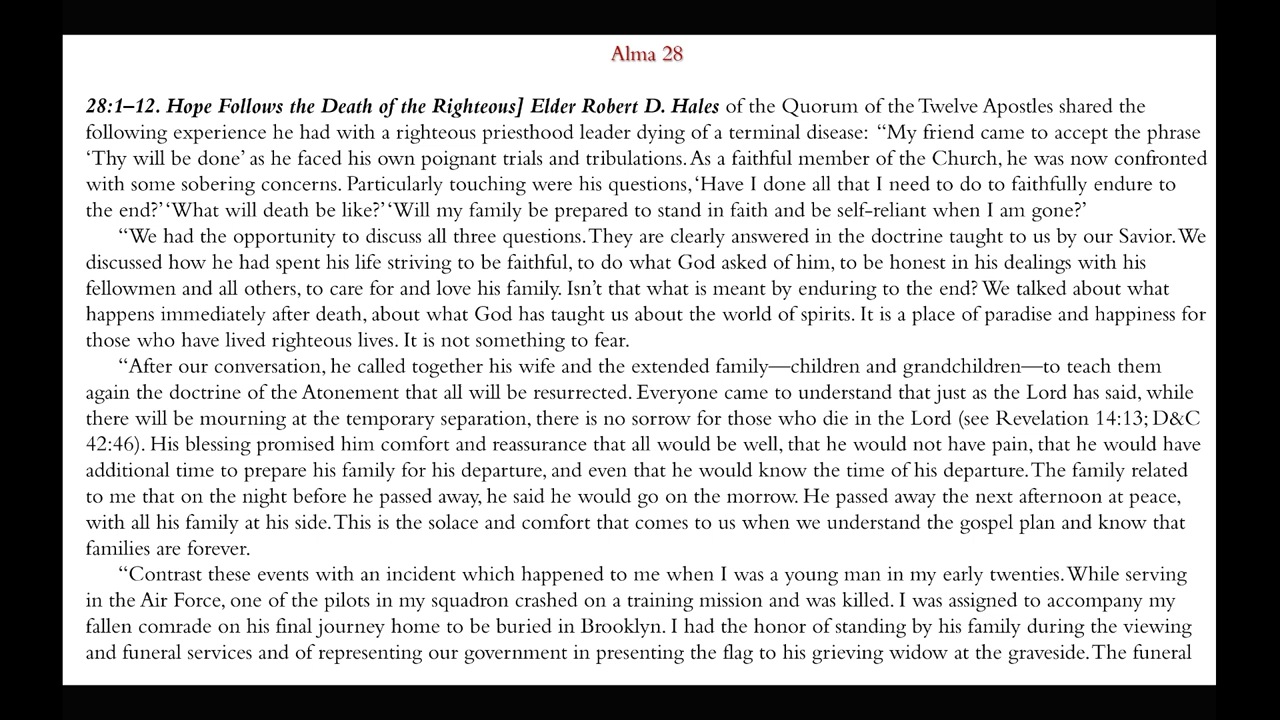 Alma 28
28:1–12. Hope Follows the Death of the Righteous] Elder Robert D. Hales of the Quorum of the Twelve Apostles shared the
following experience he had with a righteous priesthood leader dying of a terminal disease: “My friend came to accept the phrase
‘Thy will be done’ as he faced his own poignant trials and tribulations. As a faithful member of the Church, he was now confronted
with some sobering concerns. Particularly touching were his questions, ‘Have I done all that I need to do to faithfully endure to
the end?’ ‘What will death be like?’ ‘Will my family be prepared to stand in faith and be self-reliant when I am gone?’
“We had the opportunity to discuss all three questions. They are clearly answered in the doctrine taught to us by our Savior. We
discussed how he had spent his life striving to be faithful, to do what God asked of him, to be honest in his dealings with his
fellowmen and all others, to care for and love his family. Isn’t that what is meant by enduring to the end? We talked about what
happens immediately after death, about what God has taught us about the world of spirits. It is a place of paradise and happiness for
those who have lived righteous lives. It is not something to fear.
“After our conversation, he called together his wife and the extended family—children and grandchildren—to teach them
again the doctrine of the Atonement that all will be resurrected. Everyone came to understand that just as the Lord has said, while
there will be mourning at the temporary separation, there is no sorrow for those who die in the Lord (see Revelation 14:13; D&C
42:46). His blessing promised him comfort and reassurance that all would be well, that he would not have pain, that he would have
additional time to prepare his family for his departure, and even that he would know the time of his departure. The family related
to me that on the night before he passed away, he said he would go on the morrow. He passed away the next afternoon at peace,
with all his family at his side. This is the solace and comfort that comes to us when we understand the gospel plan and know that
families are forever.
“Contrast these events with an incident which happened to me when I was a young man in my early twenties. While serving
in the Air Force, one of the pilots in my squadron crashed on a training mission and was killed. I was assigned to accompany my
fallen comrade on his final journey home to be buried in Brooklyn. I had the honor of standing by his family during the viewing
and funeral services and of representing our government in presenting the flag to his grieving widow at the graveside. The funeral